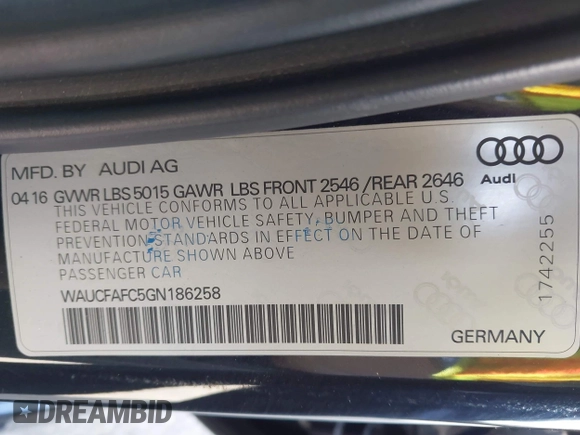 MFD. BY AUDI AG
04 16 GVWR LBS 5015 GAWR LBS FRONT 2546 /REAR 2646
THIS VEHICLE CONFORMS TO ALL APPLICABLE U.S.
FEDERAL MOTOR VEHICLE SAFETY, BUMPER AND THEFT
PREVENTION STANDARDS IN EFFECT ON THE DATE OF
MANUFACTURE SHOWN ABOVE
PASSENGER CAR
WAUCFAFC5GN186258
Audi
1742255
GERMANY
DREAMBID